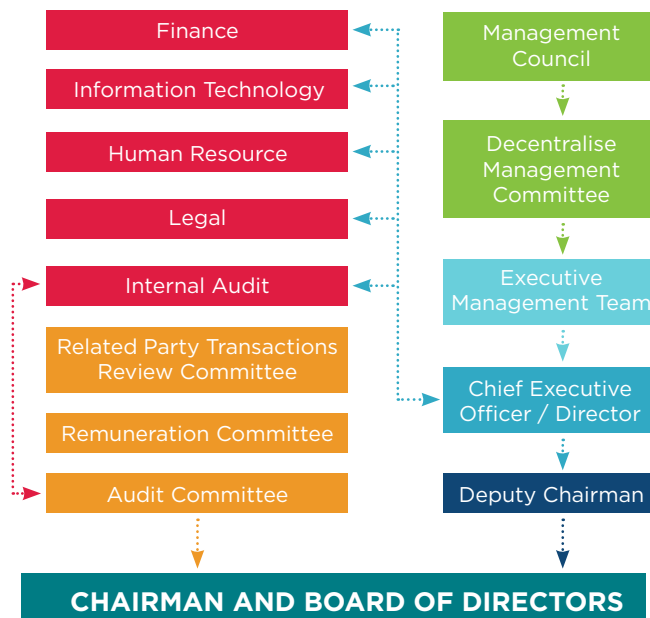 Finance
Information Technology
Human Resource
Legal
Internal Audit
Related Party Transactions
Review Committee
Remuneration Committee
Audit Committee
Management
Council
Decentralise
Management
Committee
Executive
Management Team
Chief Executive
Officer / Director
Deputy Chairman
CHAIRMAN AND BOARD OF DIRECTORS